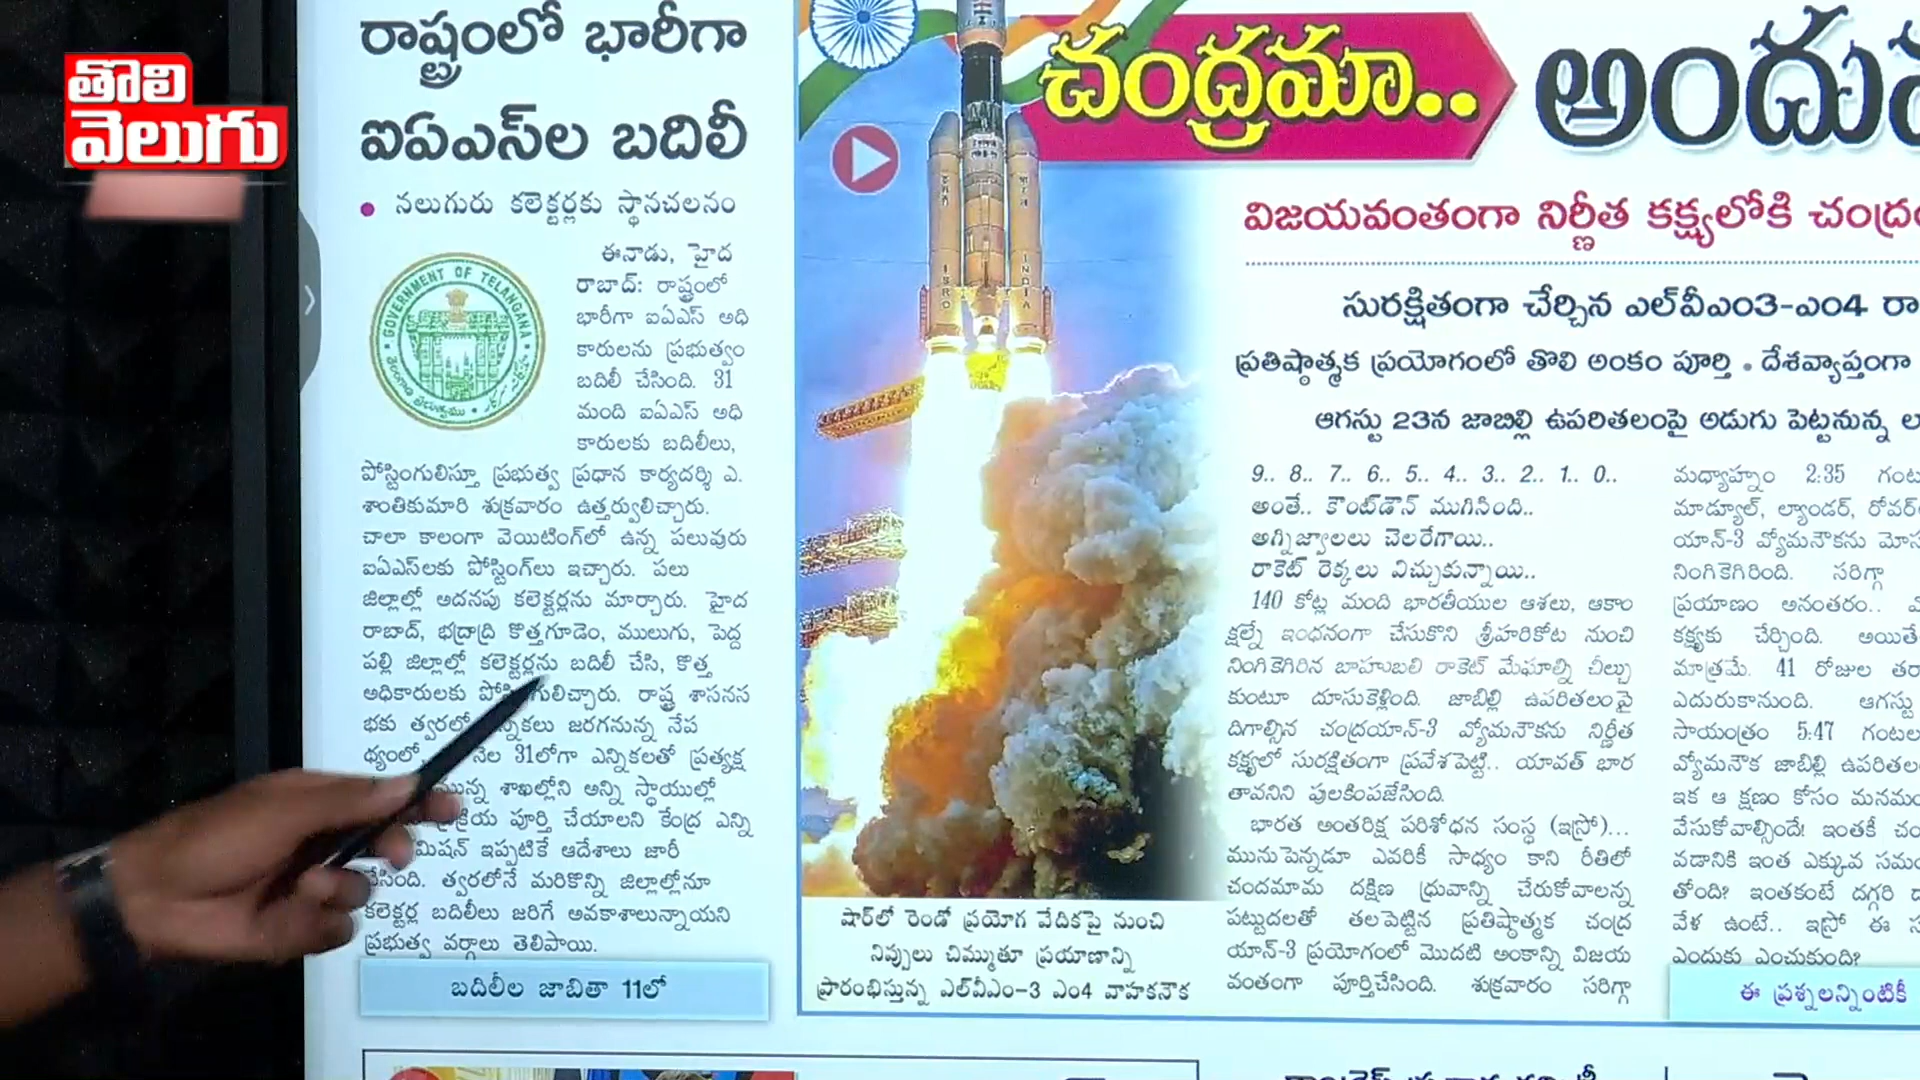 తొలి
వెలుగు
రాష్ట్రంలో భారీగా
ఐఏఎస్‌ల బదిలీ
• నలుగురు కలెక్టర్లకు స్థానచలనం
GOVERNMENT OF TELANGANA
ఈనాడు, హైద
రాబాద్: రాష్ట్రంలో
భారీగా ఐఏఎస్ అధి
కారులను ప్రభుత్వం
బదిలీ చేసింది. 31
మంది ఐఏఎస్ అధి
కారులకు బదిలీలు,
పోస్టింగులిస్తూ ప్రభుత్వ ప్రధాన కార్యదర్శి ఎ.
శాంతికుమారి శుక్రవారం ఉత్తర్వులిచ్చారు.
చాలా కాలంగా వెయిటింగ్‌లో ఉన్న పలువురు
ఐఏఎస్‌లకు పోస్టింగ్‌లు ఇచ్చారు. పలు
జిల్లాల్లో అదనపు కలెక్టర్లను మార్చారు. హైద
రాబాద్, భద్రాద్రి కొత్తగూడెం, ములుగు, పెద్ద
పల్లి జిల్లాల్లో కలెక్టర్లను బదిలీ చేసి, కొత్త
అధికారులకు గులిచ్చారు. రాష్ట్ర శాసనస
భకు త్వరలో జరగనున్న నేప
ధ్యంలో నెల 31లోగా ఎన్నికలతో ప్రత్యక్ష
మున్న శాఖల్లోని అన్ని స్థాయుల్లో
పూర్తి చేయాలని కేంద్ర ఎన్ని
మిషన్ ఇప్పటికే ఆదేశాలు జారీ
చేసింది. త్వరలోనే మరికొన్ని జిల్లాల్లోనూ
కలెక్టర్ల బదిలీలు జరిగే అవకాశాలున్నాయని
ప్రభుత్వ వర్గాలు తెలిపాయి.
బదిలీల జాబితా 11లో
చంద్రమా..
విజయవంతంగా నిర్ణీత కక్ష్యలోకి
సురక్షితంగా చేర్చిన ఎల్‌వీఎం3-ఎం4 రా
ప్రతిష్ఠాత్మక ప్రయోగంలో తొలి అంకం పూర్తి • దేశవ్యాప్తంగా
ఆగస్టు 23న జాబిల్లి ఉపరితలంపై అడుగు పెట్టనున్న
ISRO
INDIA
షార్‌లో రెండో ప్రయోగ వేదికపై నుంచి
నిప్పులు చిమ్ముతూ ప్రయాణాన్ని
ప్రారంభిస్తున్న ఎల్‌వీఎం-3 ఎం4 వాహకనౌక
9.. 8.. 7.. 6.. 5.. 4.. 3.. 2.. 1.. 0..
అంతే.. కౌంట్‌డౌన్ ముగిసింది..
అగ్నిజ్వాలలు చెలరేగాయి..
రాకెట్ రెక్కలు విచ్చుకున్నాయి..
140 కోట్ల మంది భారతీయుల ఆశలు, ఆకాం
క్షల్నే ఇంధనంగా చేసుకొని శ్రీహరికోట నుంచి
నింగికెగిరిన బాహుబలి రాకెట్ మేఘాల్ని చీల్చు
కుంటూ దూసుకెళ్లింది. జాబిల్లి ఉపరితలంపై
దిగాల్సిన చంద్రయాన్-3 వ్యోమనౌకను నిర్ణీత
కక్ష్యలో సురక్షితంగా ప్రవేశపెట్టి.. యావత్ భార
తావనిని పులకింపజేసింది.
భారత అంతరిక్ష పరిశోధన సంస్థ (ఇస్రో)...
మునుపెన్నడూ ఎవరికీ సాధ్యం కాని రీతిలో
చందమామ దక్షిణ ధ్రువాన్ని చేరుకోవాలన్న
పట్టుదలతో తలపెట్టిన ప్రతిష్ఠాత్మక చంద్ర
యాన్-3 ప్రయోగంలో మొదటి అంకాన్ని విజయ
వంతంగా పూర్తిచేసింది. శుక్రవారం సరిగ్గా
మధ్యాహ్నం 2:35
మాడ్యూల్, ల్యాండర్,
యాన్-3 వ్యోమనౌకను
నింగికెగిరింది. సరిగ్గా
ప్రయాణం అనంతరం..
కక్ష్యకు చేర్చింది. అయితే
మాత్రమే. 41 రోజుల
ఎదురుకానుంది. ఆగస్టు
సాయంత్రం 5:47
వ్యోమనౌక జాబిల్లి
ఇక ఆ క్షణం కోసం
వేసుకోవాల్సిందే! ఇంతకీ
వడానికి ఇంత ఎక్కువ
తోంది? ఇంతకంటే దగ్గరి
వేళ ఉంటే.. ఇస్రో ఈ
ఎందుకు ఎంచుకుంది?
ఈ ప్రశ్నలన్నింటికీ